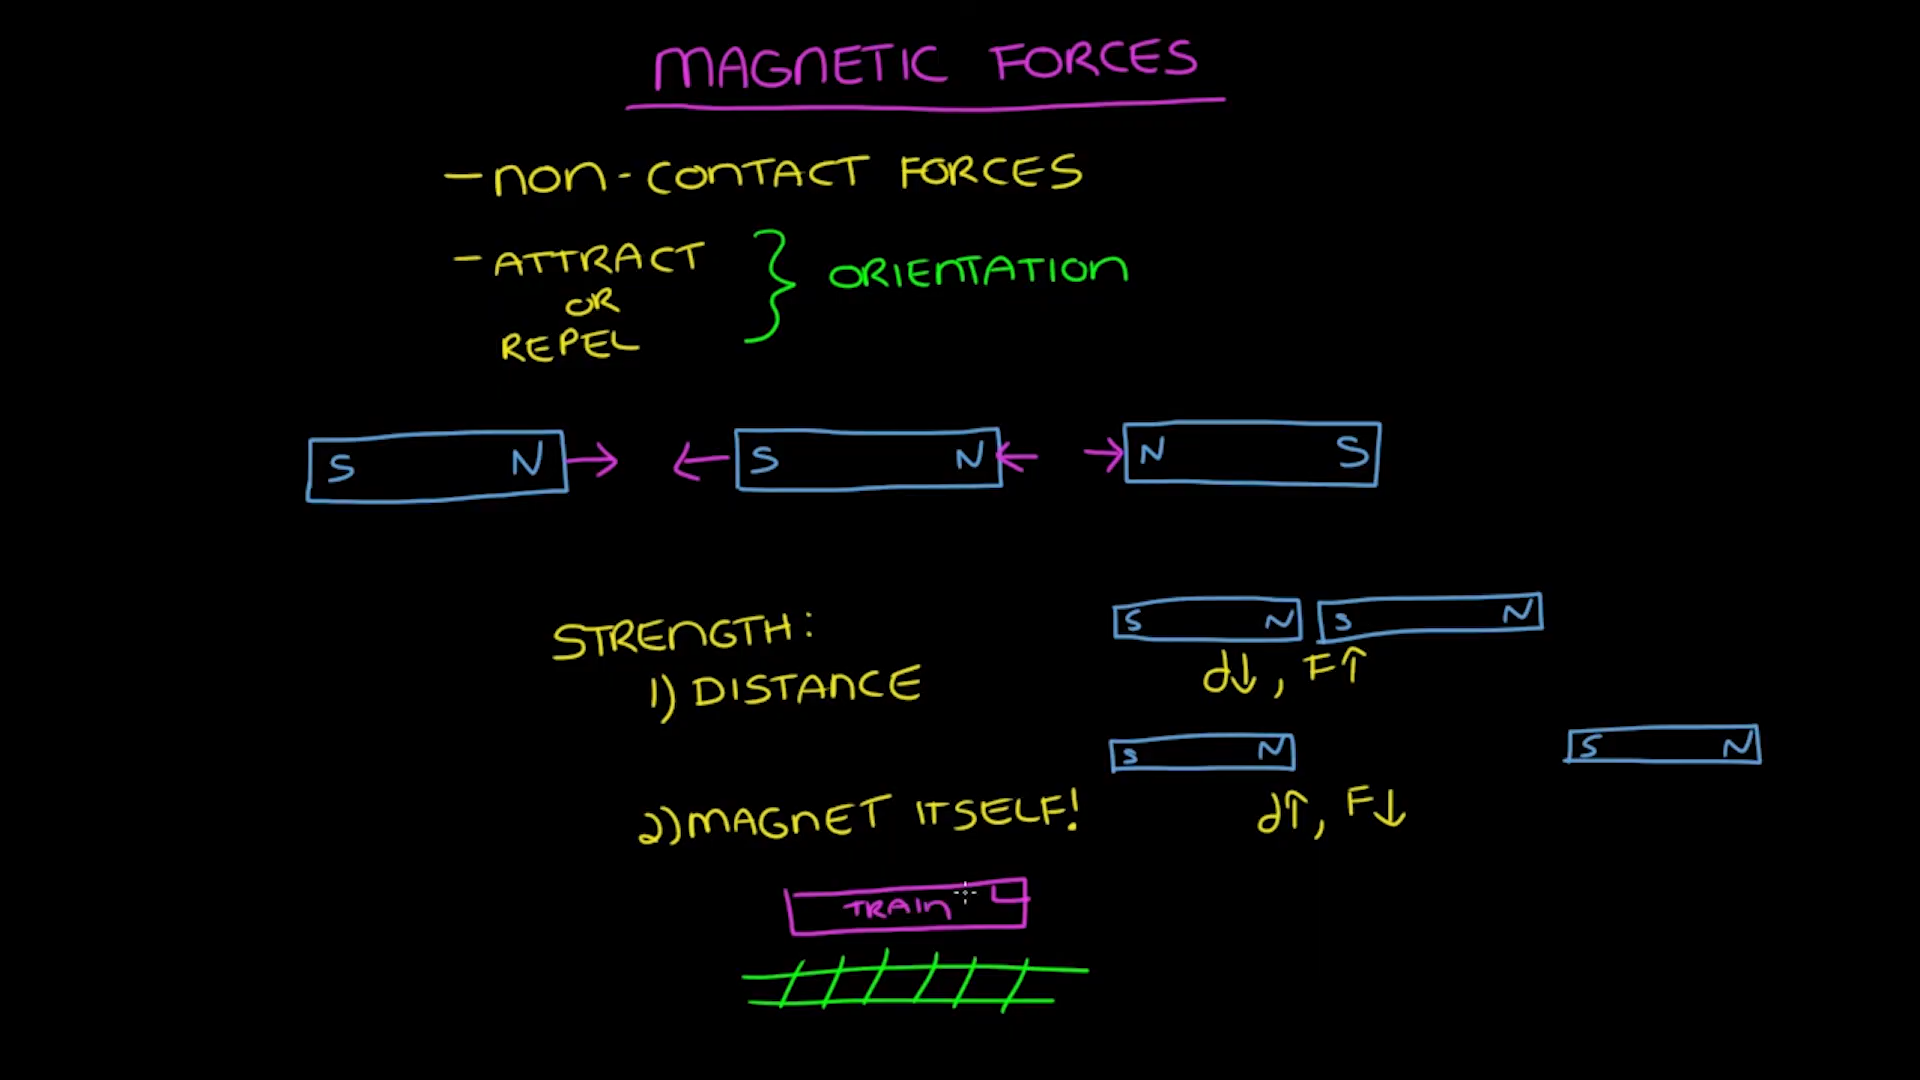 MAGNETIC FORCES
- NON-CONTACT FORCES
- ATTRACT
OR
REPEL
ORIENTATION
S N S N N S
STRENGTH:
1) DISTANCE
S N S N
d↓, F↑
S N S N
2) MAGNET ITSELF!
d↑, F↓
TRAIN